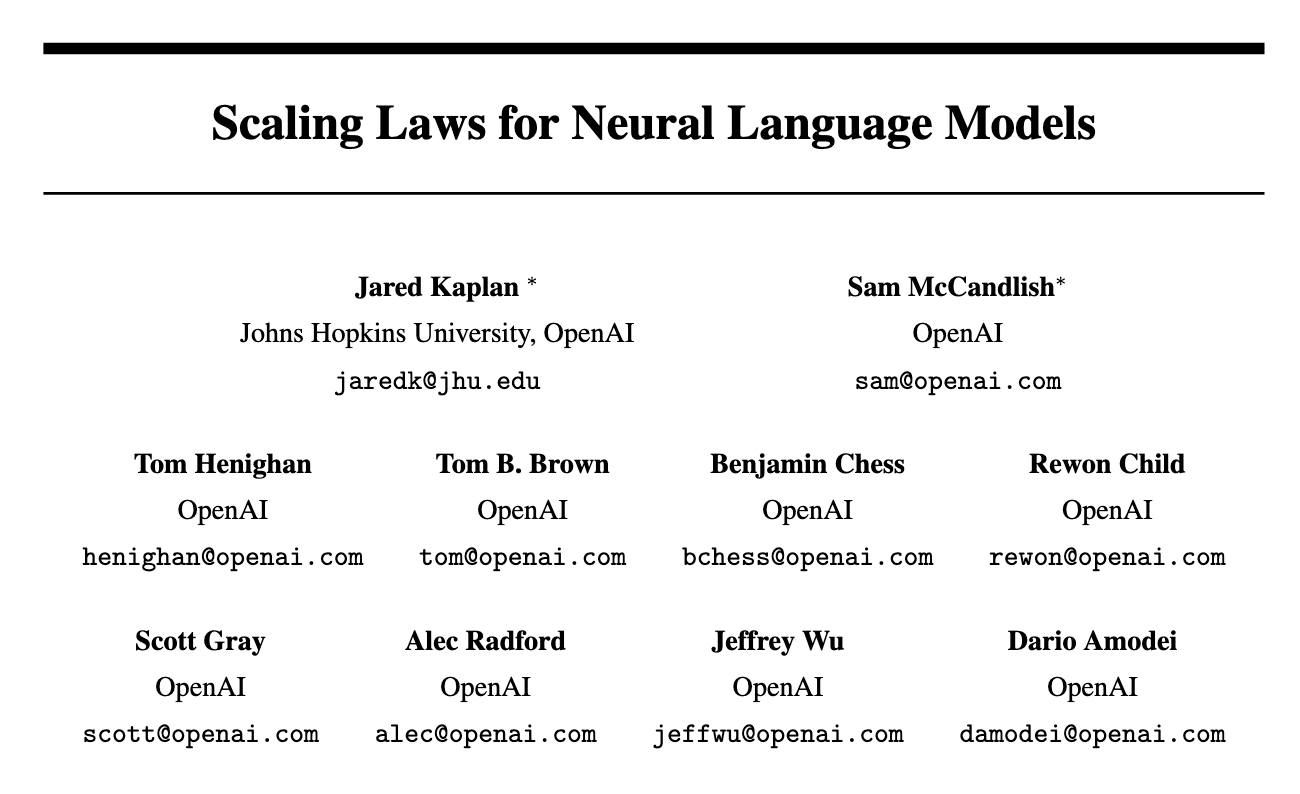 Scaling Laws for Neural Language Models
Jared Kaplan * Sam McCandlish*
Johns Hopkins University, OpenAI OpenAI
jaredk@jhu.edu sam@openai.com
Tom Henighan Tom B. Brown Benjamin Chess Rewon Child
OpenAI OpenAI OpenAI OpenAI
henighan@openai.com tom@openai.com bchess@openai.com rewon@openai.com
Scott Gray Alec Radford Jeffrey Wu Dario Amodei
OpenAI OpenAI OpenAI OpenAI
scott@openai.com alec@openai.com jeffwu@openai.com damodei@openai.com